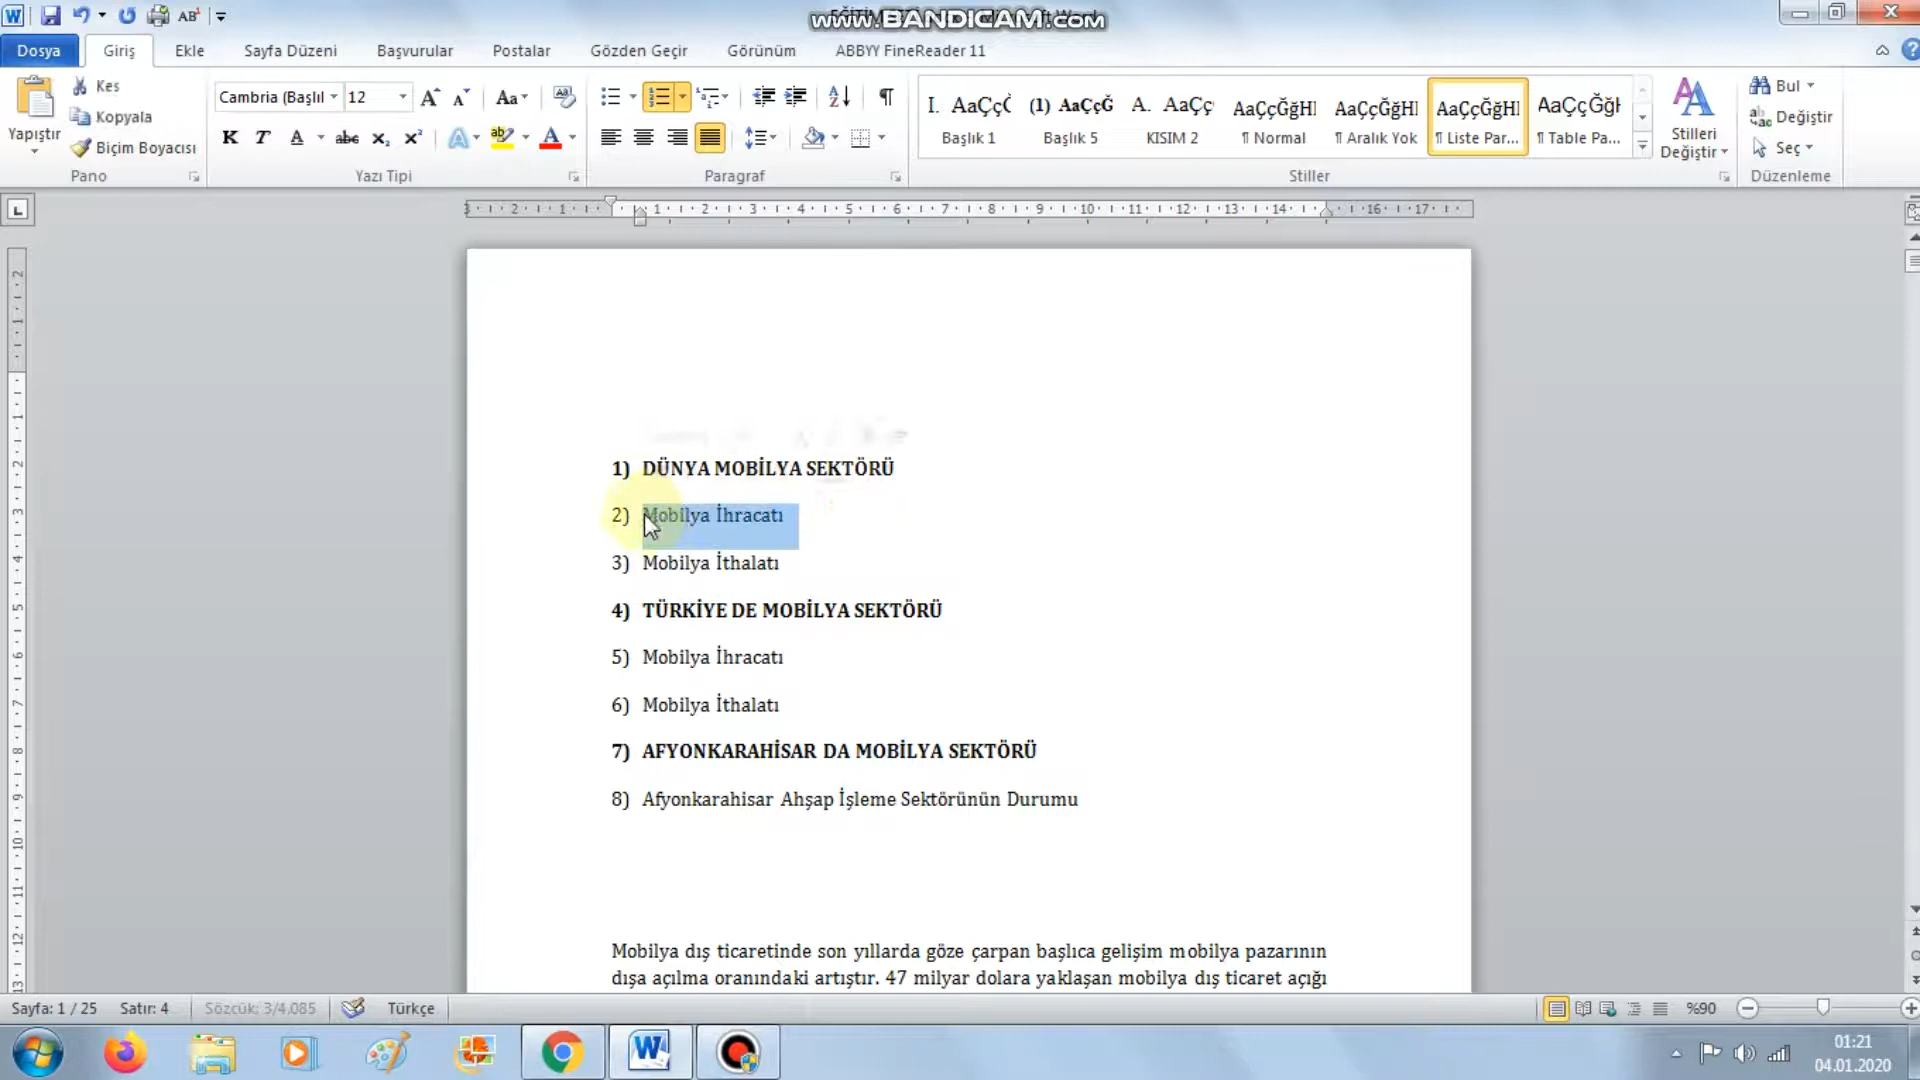 www.BANDICAM.com
Dosya Giriş Ekle Sayfa Düzeni Başvurular Postalar Gözden Geçir Görünüm ABBYY FineReader 11
Yapıştır
Kes
Kopyala
Biçim Boyacısı
Pano
Cambria (Başlıl 12
Yazı Tipi
Paragraf
I. AaÇçĞ (1) AaÇçĞ A. AaÇç AaÇçĞğHl AaÇçĞğHl AaÇçĞğHl AaÇçĞğH
Başlık 1 Başlık 5 KISIM 2 ¶ Normal ¶ Aralık Yok ¶ Liste Par... ¶ Table Pa...
Stilleri
Değiştir
Stiller
Bul
Değiştir
Seç
Düzenleme
1) DÜNYA MOBİLYA SEKTÖRÜ
2) Mobilya İhracatı
3) Mobilya İthalatı
4) TÜRKİYE DE MOBİLYA SEKTÖRÜ
5) Mobilya İhracatı
6) Mobilya İthalatı
7) AFYONKARAHİSAR DA MOBİLYA SEKTÖRÜ
8) Afyonkarahisar Ahşap İşleme Sektörünün Durumu
Mobilya dış ticaretinde son yıllarda göze çarpan başlıca gelişim mobilya pazarının
dışa açılma oranındaki artıştır. 47 milyar dolara yaklaşan mobilya dış ticaret açığı
Sayfa: 1 / 25 Satır: 4 Sözcük: 3/4.085 Türkçe %90
01:21
04.01.2020